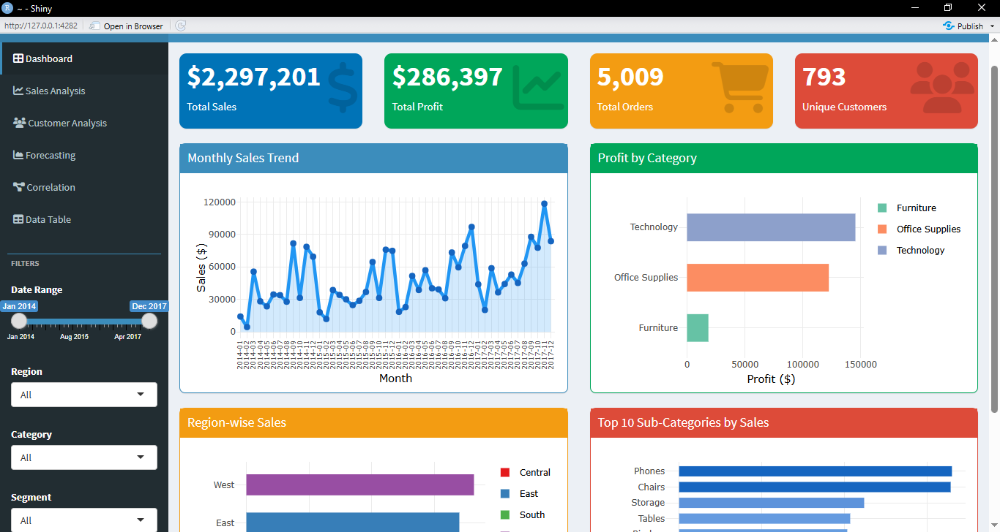 ~ - Shiny
http://127.0.0.1:4282
Open in Browser
Publish
Dashboard
Sales Analysis
Customer Analysis
Forecasting
Correlation
Data Table
FILTERS
Date Range
Jan 2014
Dec 2017
Jan 2014
Aug 2015
Apr 2017
Region
All
Category
All
Segment
All
$2,297,201
Total Sales
$286,397
Total Profit
5,009
Total Orders
793
Unique Customers
Monthly Sales Trend
Sales ($)
120000
90000
60000
30000
0
2014-01
2014-02
2014-03
2014-04
2014-05
2014-06
2014-07
2014-08
2014-09
2014-10
2014-11
2014-12
2015-01
2015-02
2015-03
2015-04
2015-05
2015-06
2015-07
2015-08
2015-09
2015-10
2015-11
2015-12
2016-01
2016-02
2016-03
2016-04
2016-05
2016-06
2016-07
2016-08
2016-09
2016-10
2016-11
2016-12
2017-01
2017-02
2017-03
2017-04
2017-05
2017-06
2017-07
2017-08
2017-09
2017-10
2017-11
2017-12
Month
Profit by Category
Technology
Office Supplies
Furniture
0
50000
100000
150000
Profit ($)
Furniture
Office Supplies
Technology
Region-wise Sales
West
East
Central
East
South
Top 10 Sub-Categories by Sales
Phones
Chairs
Storage
Tables